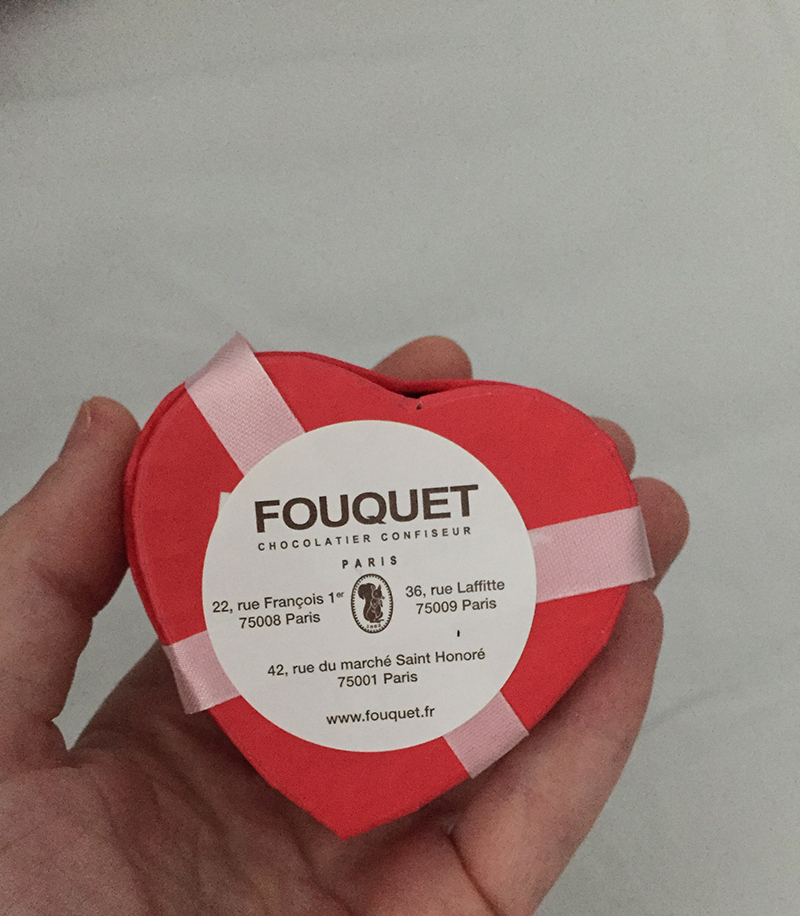 FOUQUET
CHOCOLATIER CONFISEUR
PARIS
22, rue François 1er
75008 Paris
36, rue Laffitte
75009 Paris
42, rue du marché Saint Honoré
75001 Paris
www.fouquet.fr